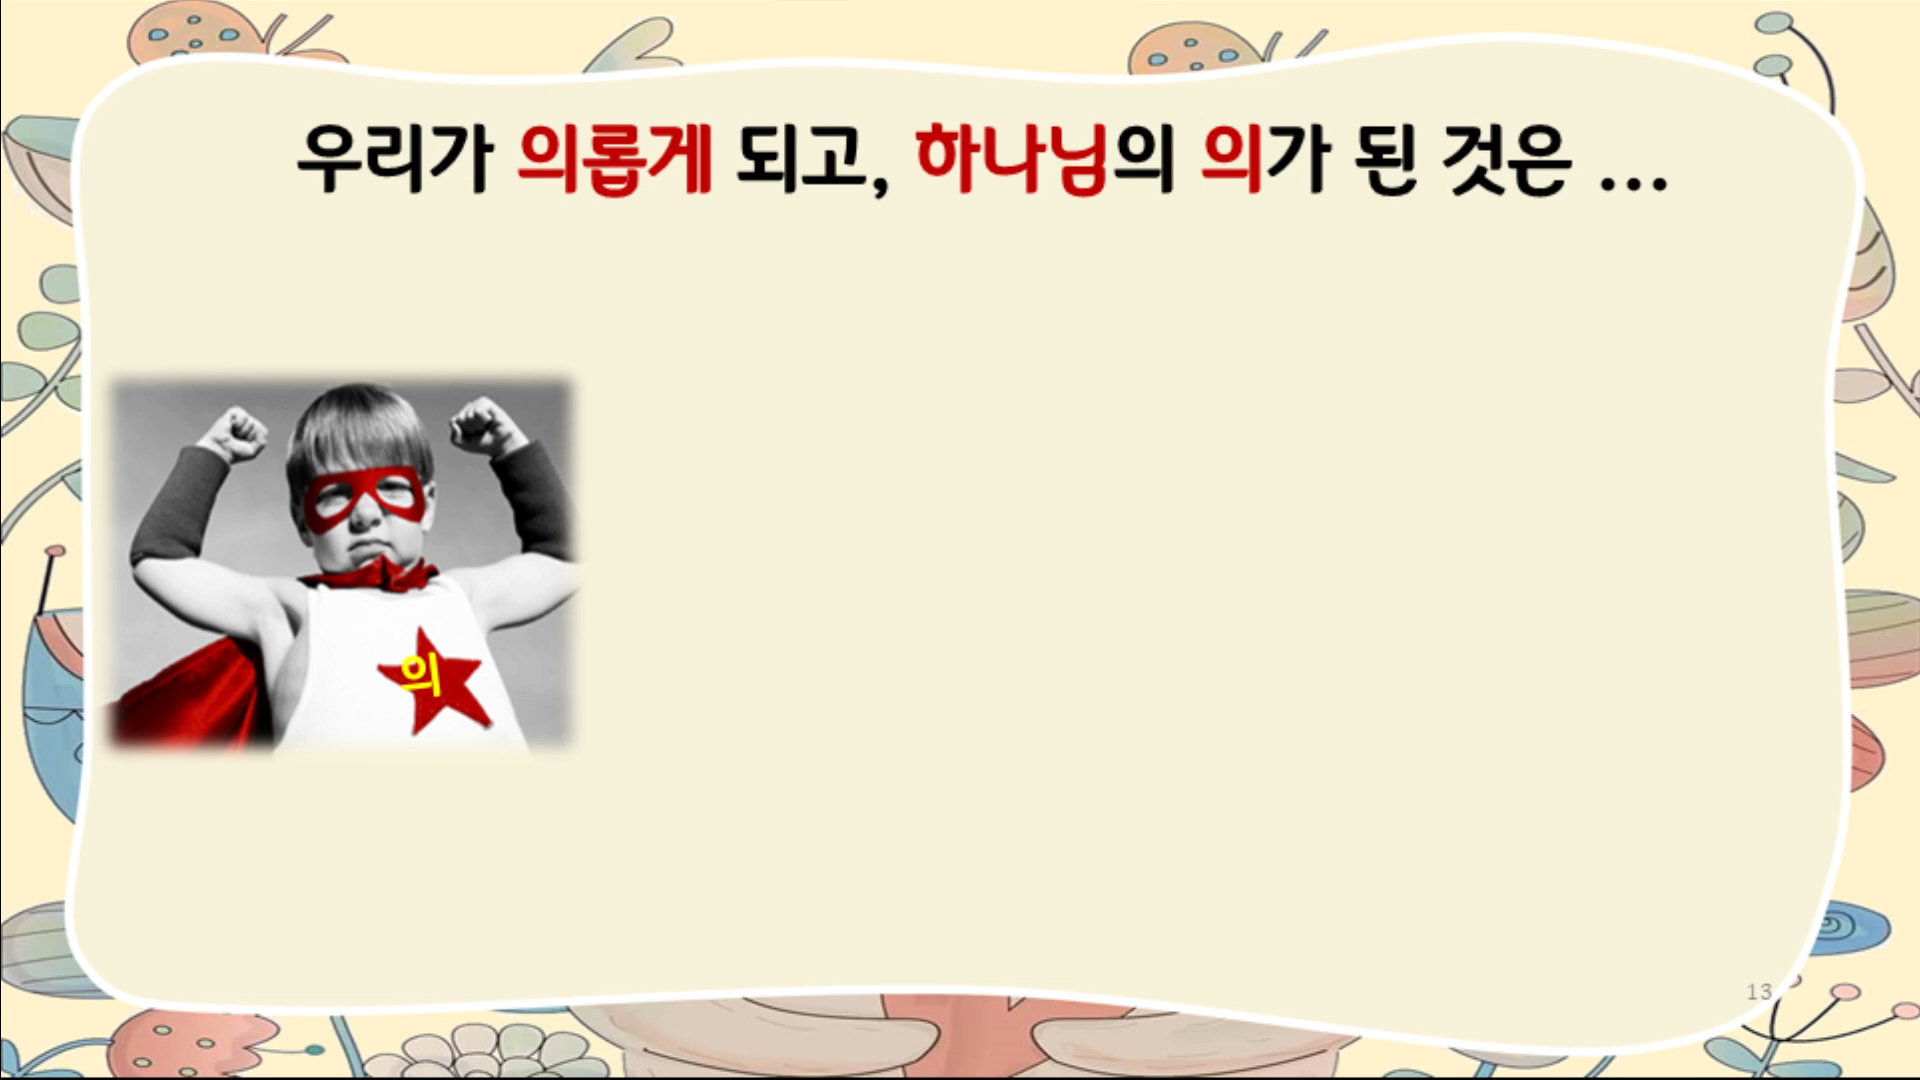 우리가 의롭게 되고, 하나님의 의가 된 것은 ...
의
13